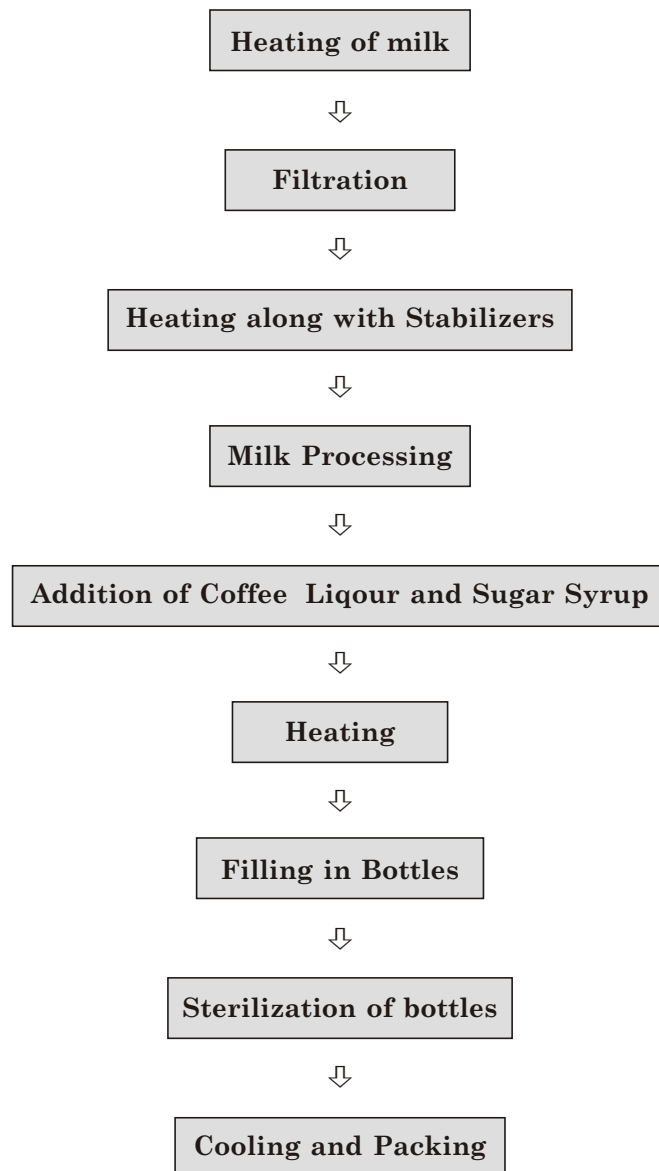 Heating of milk
Filtration
Heating along with Stabilizers
Milk Processing
Addition of Coffee Liqour and Sugar Syrup
Heating
Filling in Bottles
Sterilization of bottles
Cooling and Packing